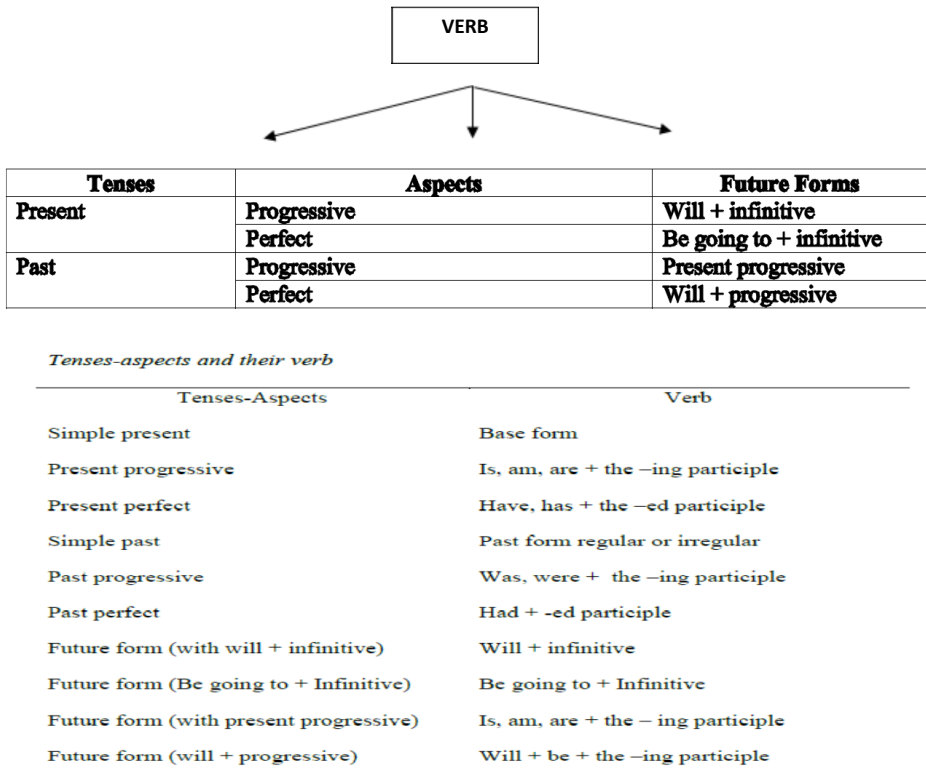 VERB
Tenses Aspects Future Forms
Present Progressive Will + infinitive
Perfect Be going to + infinitive
Past Progressive Present progressive
Perfect Will + progressive
Tenses-aspects and their verb
Tenses-Aspects Verb
Simple present Base form
Present progressive Is, am, are + the –ing participle
Present perfect Have, has + the –ed participle
Simple past Past form regular or irregular
Past progressive Was, were + the –ing participle
Past perfect Had + -ed participle
Future form (with will + infinitive) Will + infinitive
Future form (Be going to + Infinitive) Be going to + Infinitive
Future form (with present progressive) Is, am, are + the – ing participle
Future form (will + progressive) Will + be + the –ing participle